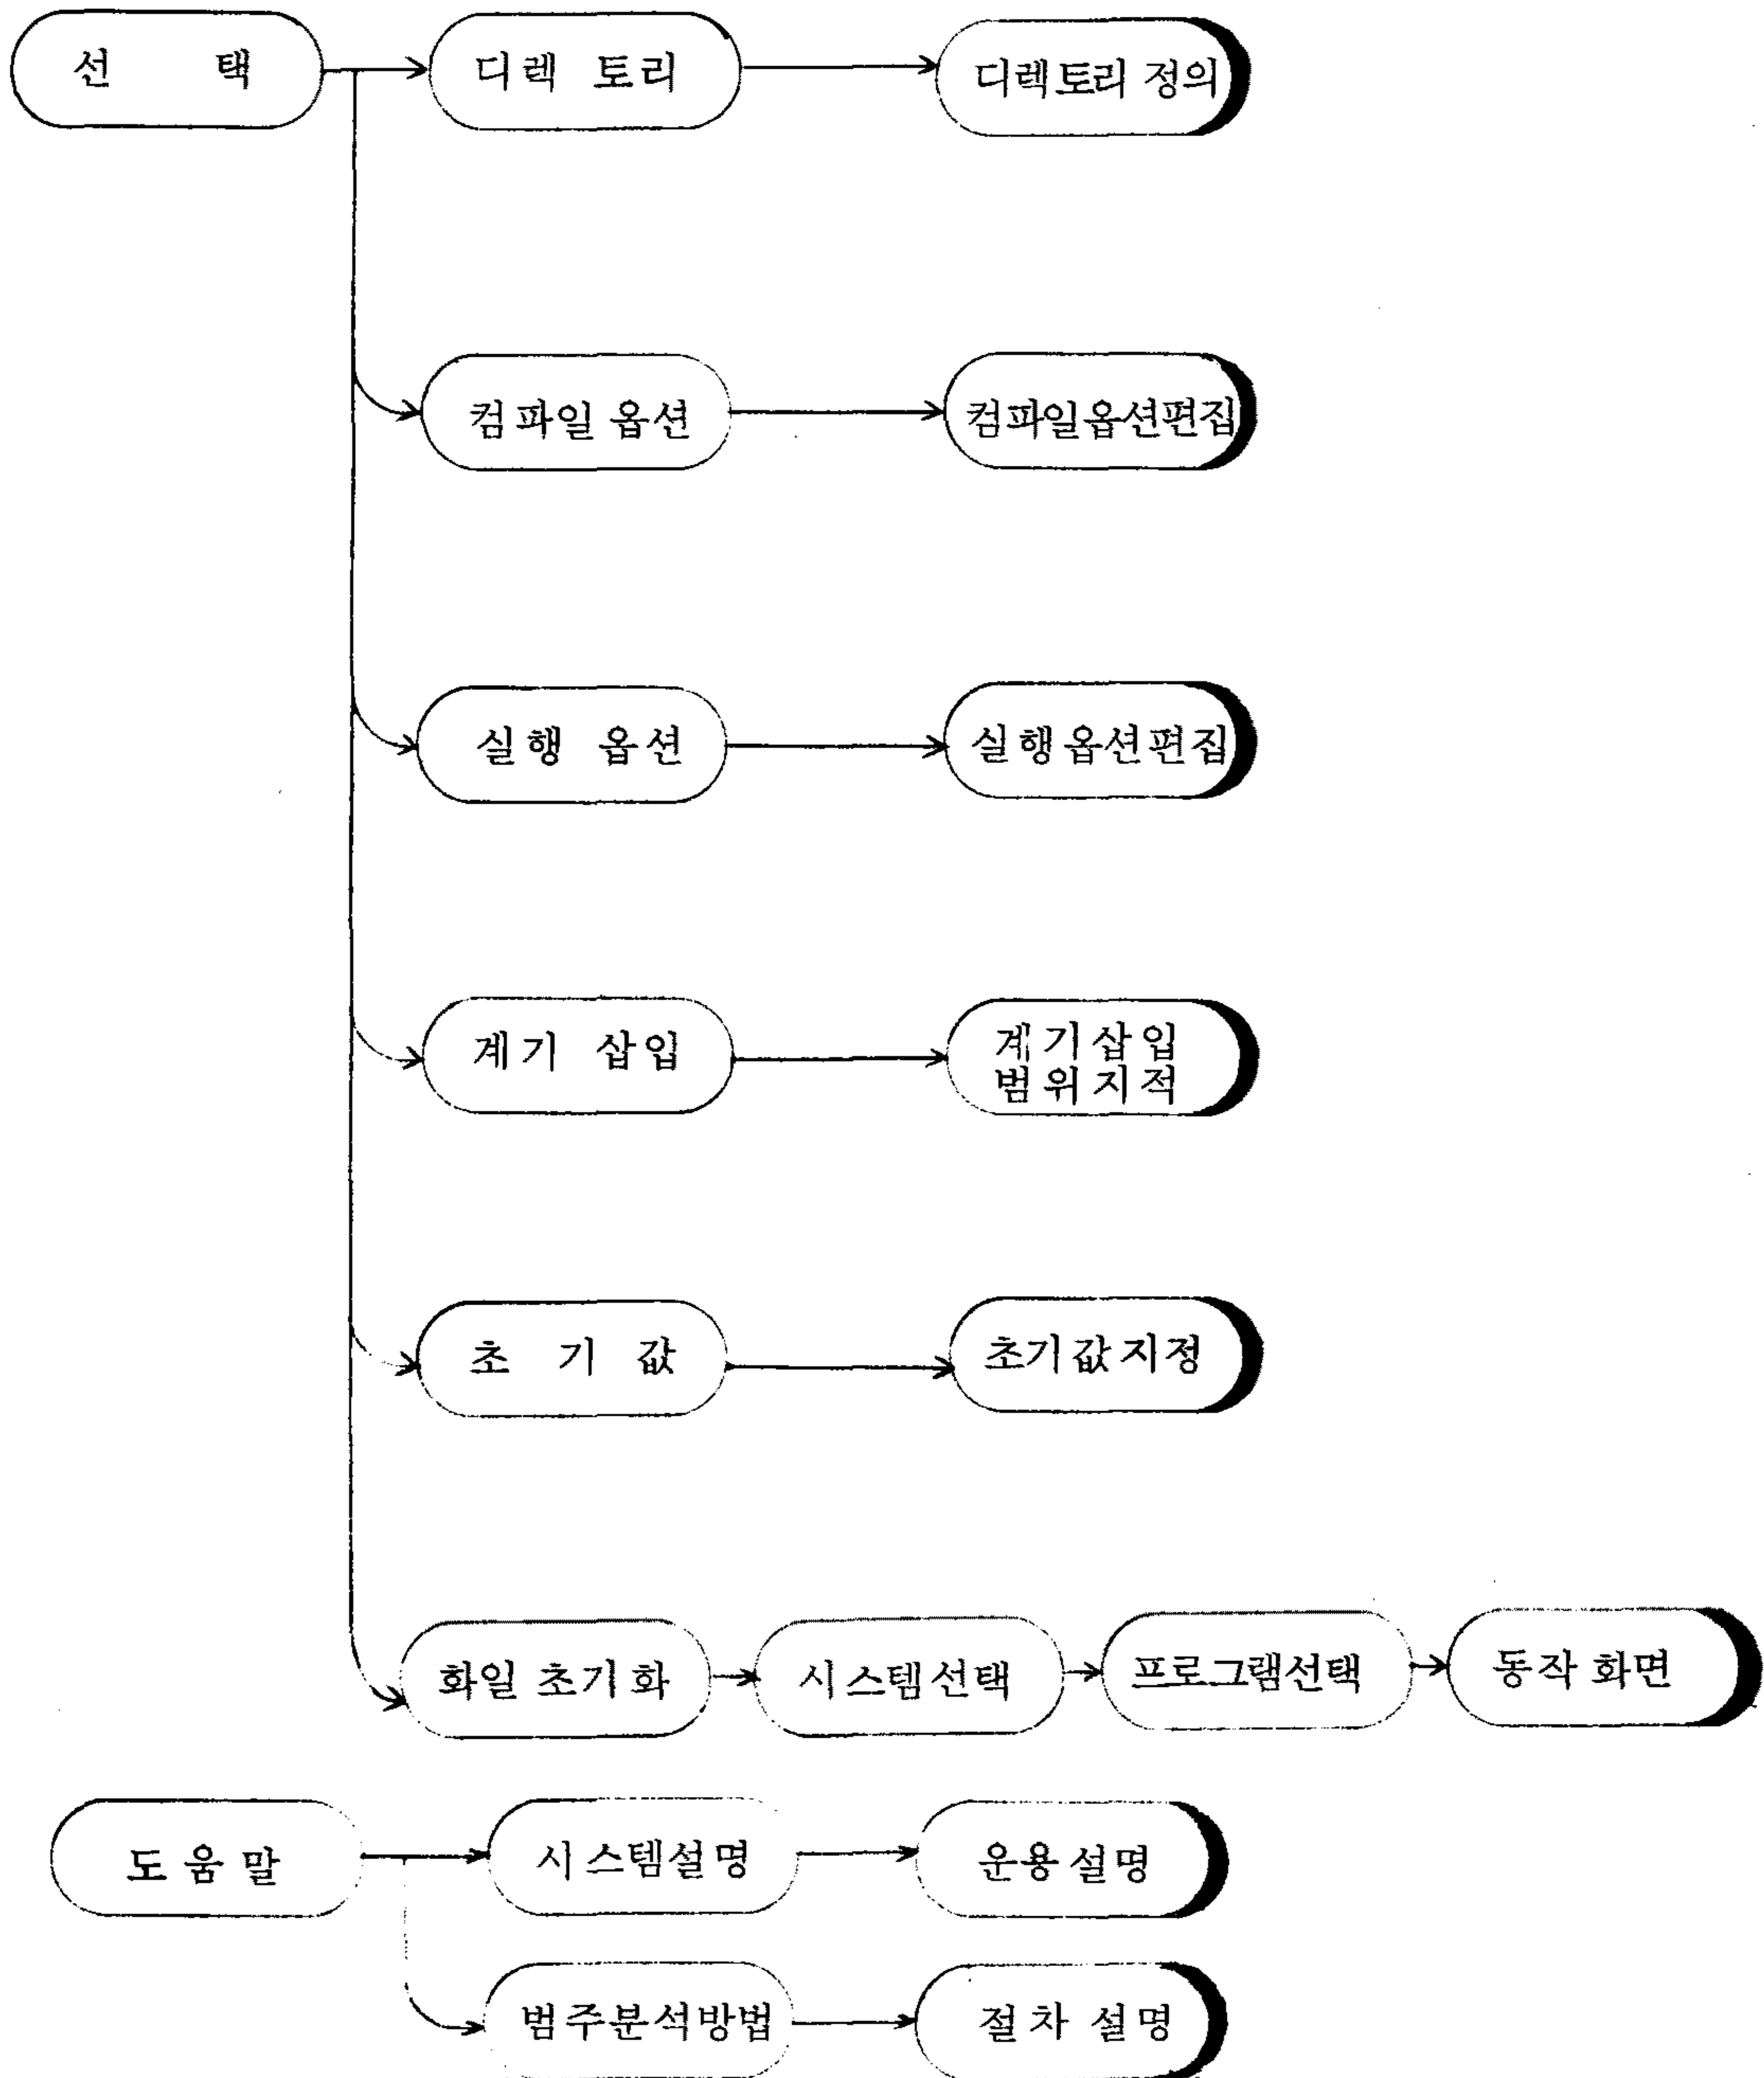 선 택
디렉 토리
디렉토리 정의
컴파일 옵션
컴파일옵션편집
실행 옵션
실행옵션편집
계기 삽입
계기삽입
범위지적
초 기 값
초기값 지정
화일 초기화
시스템선택
프로그램선택
동작 화면
도 움 말
시스템설명
운용설명
범주분석방법
절차 설명